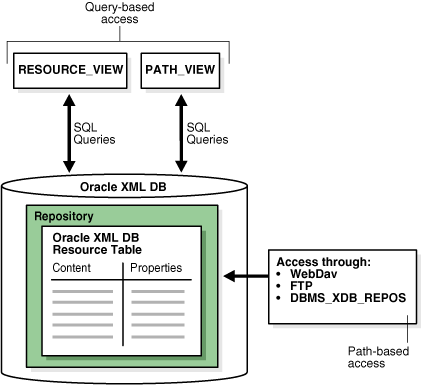 Query-based
access
RESOURCE_VIEW
PATH_VIEW
SQL
Queries
SQL
Queries
Oracle XML DB
Repository
Oracle XML DB
Resource Table
Content
Properties
Access through:
• WebDav
• FTP
• DBMS_XDB_REPOS
Path-based
access